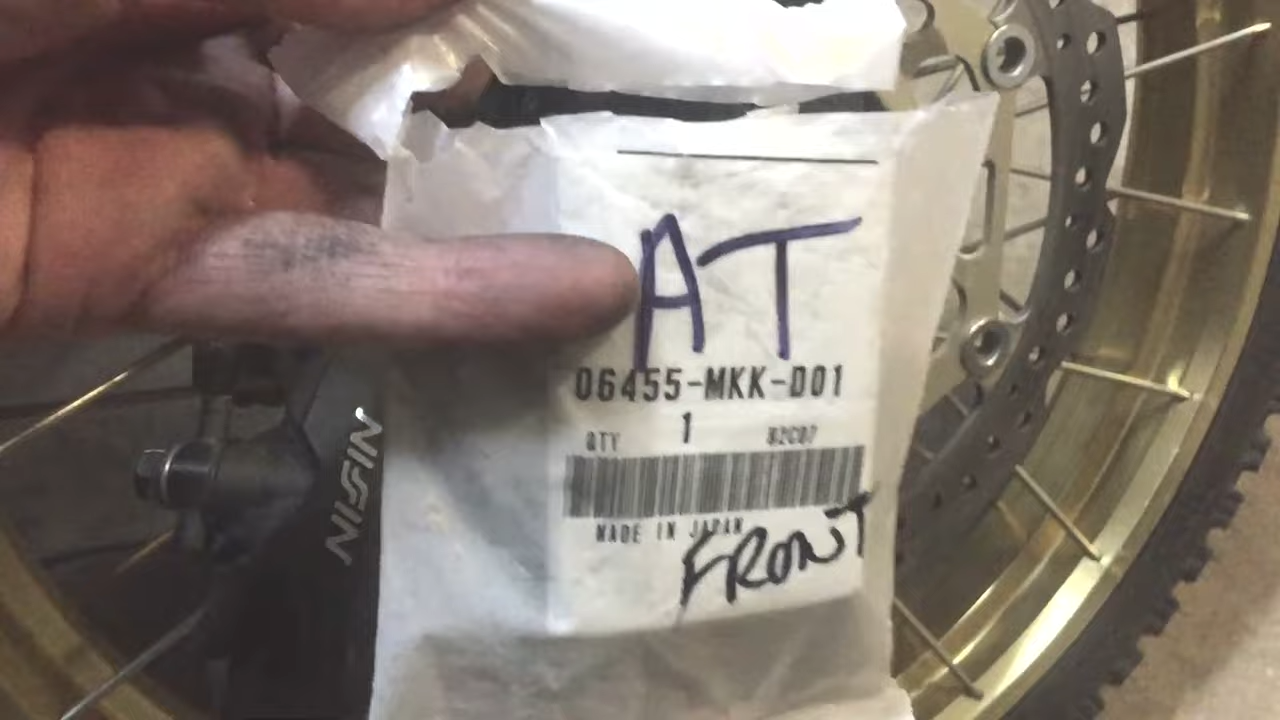 AT
06455-MKK-D01
QTY 1 82C07
MADE IN JAPAN
FRONT
NISSIN